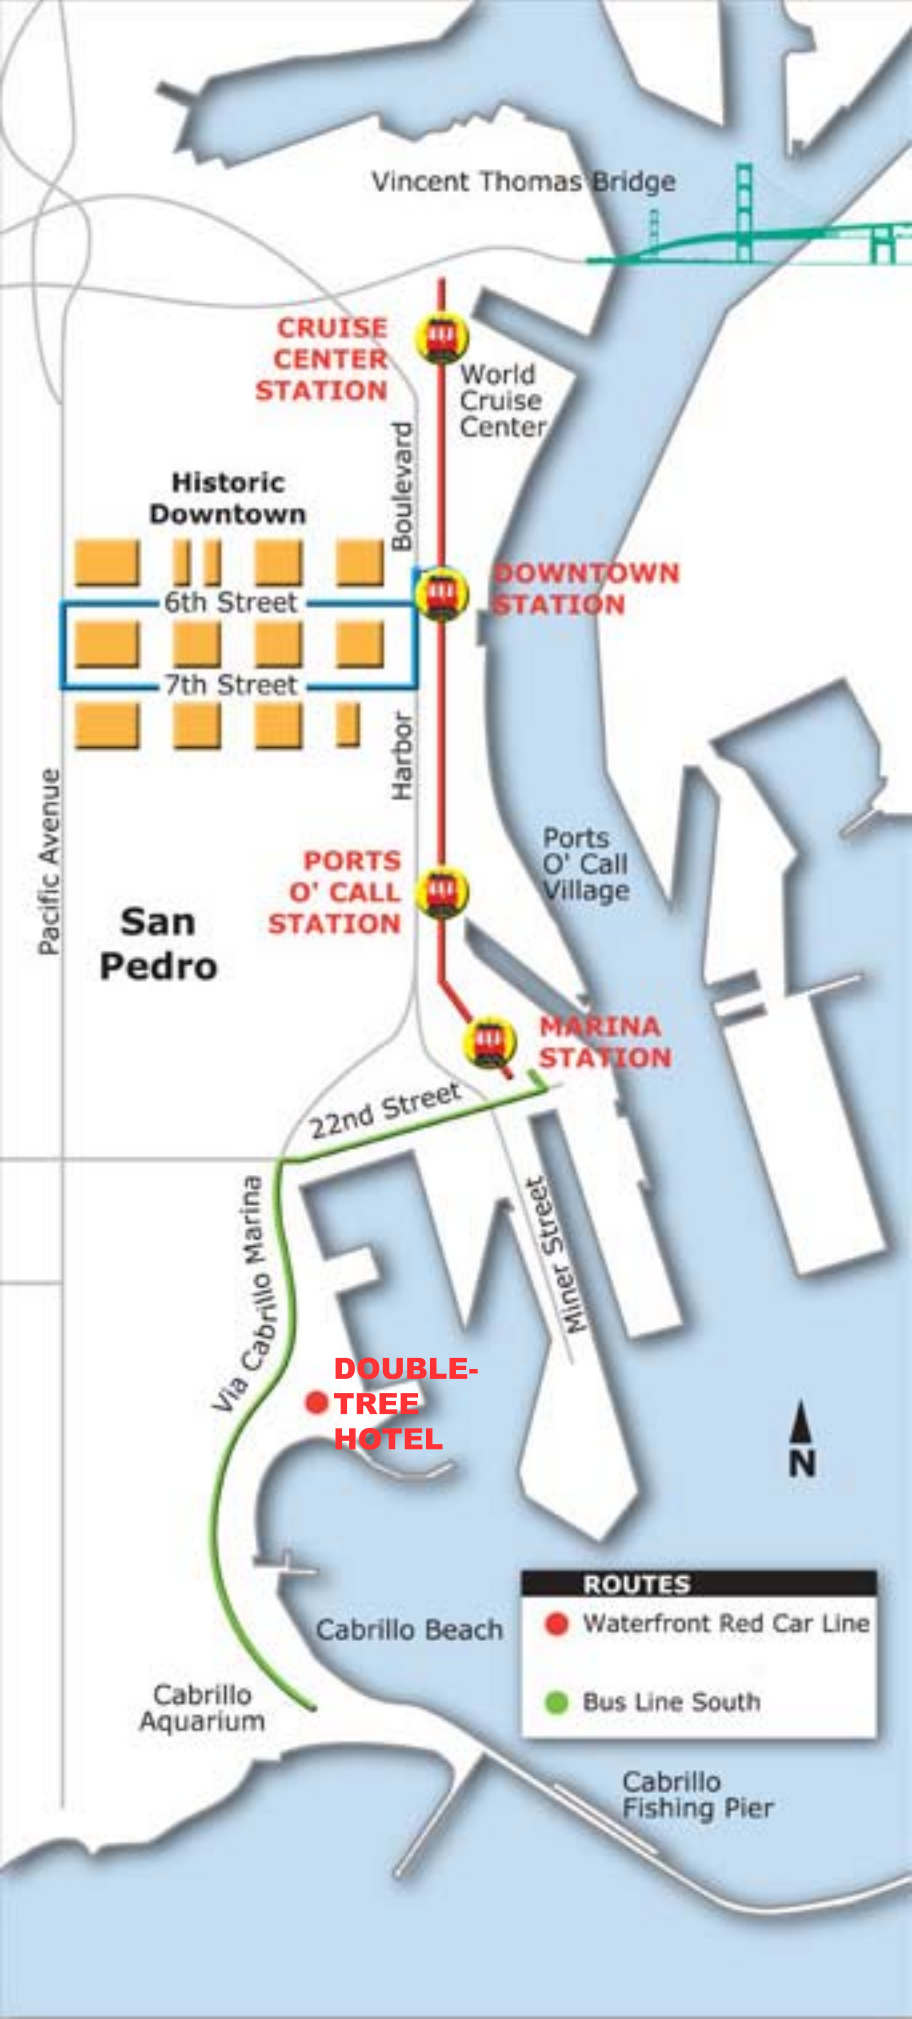 Vincent Thomas Bridge
CRUISE
CENTER
STATION
World
Cruise
Center
Boulevard
Historic
Downtown
DOWNTOWN
STATION
6th Street
7th Street
Harbor
Pacific Avenue
Ports
O' Call
Village
PORTS
O' CALL
STATION
San
Pedro
MARINA
STATION
22nd Street
Via Cabrillo Marina
Miner Street
DOUBLE-
TREE
HOTEL
N
ROUTES
Waterfront Red Car Line
Bus Line South
Cabrillo Beach
Cabrillo
Aquarium
Cabrillo
Fishing Pier